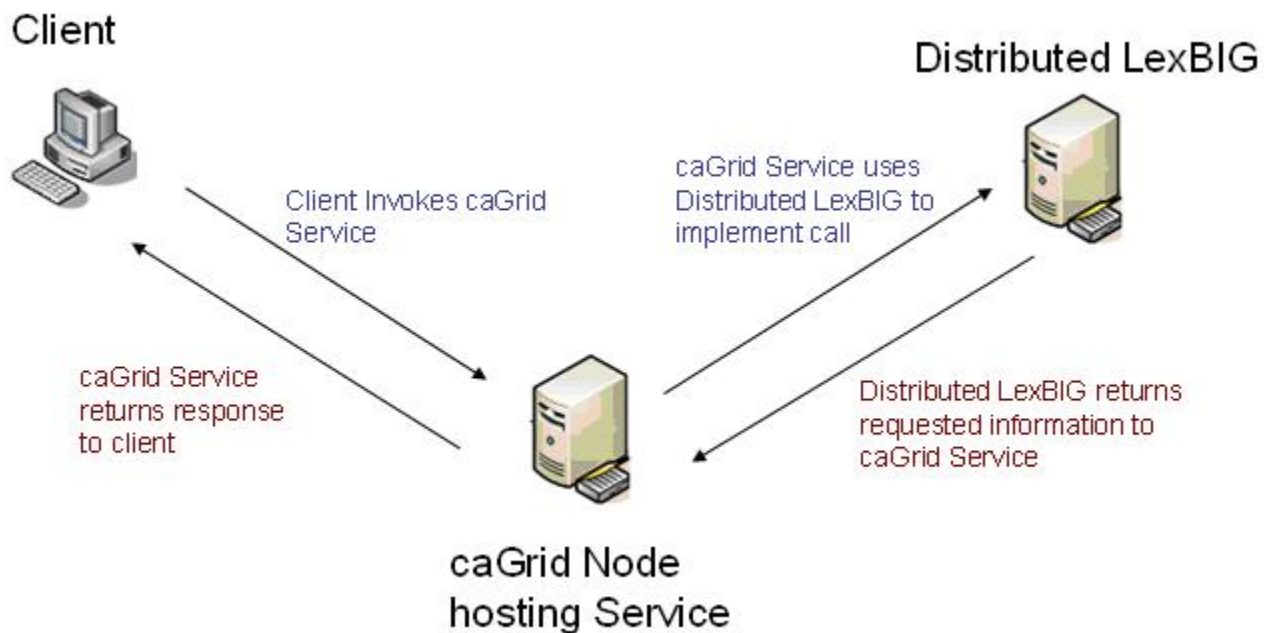 Client
Distributed LexBIG
Client Invokes caGrid
Service
caGrid Service uses
Distributed LexBIG to
implement call
caGrid Service
returns response
to client
Distributed LexBIG returns
requested information to
caGrid Service
caGrid Node
hosting Service